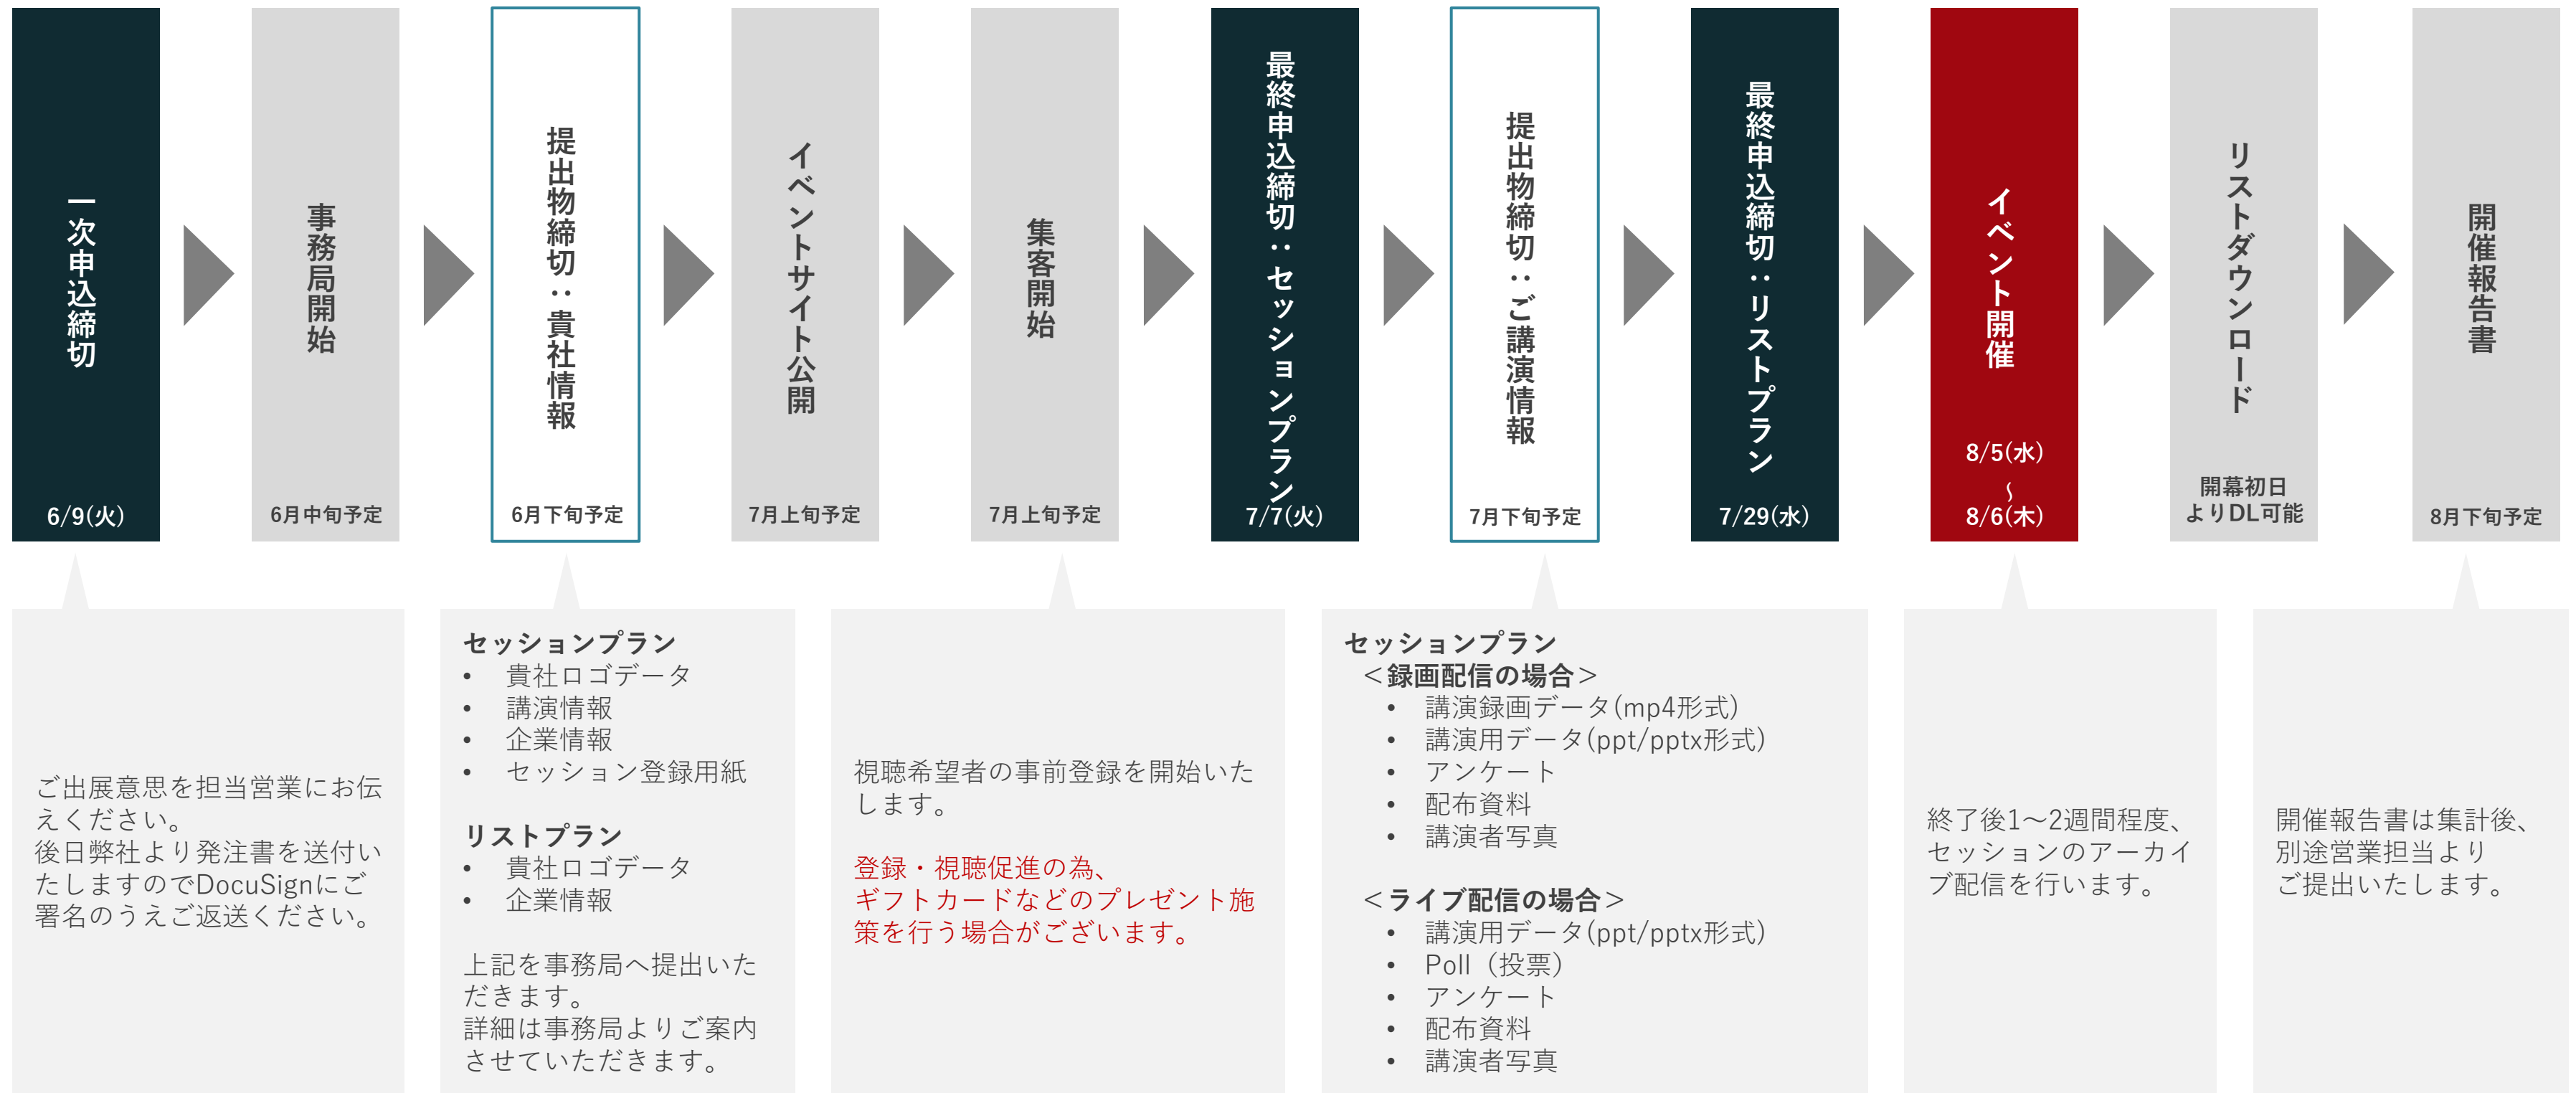 一次申込締切
6/9(火)
事務局開始
6月中旬予定
提出物締切：貴社情報
6月下旬予定
イベントサイト公開
7月上旬予定
集客開始
7月上旬予定
最終申込締切：セッションプラン
7/7(火)
提出物締切：ご講演情報
7月下旬予定
最終申込締切：リストプラン
7/29(水)
イベント開催
8/5(水)
～
8/6(木)
リストダウンロード
開幕初日
よりDL可能
開催報告書
8月下旬予定
ご出展意思を担当営業にお伝
えください。
後日弊社より発注書を送付い
たしますのでDocuSignにご
署名のうえご返送ください。
セッションプラン
• 貴社ロゴデータ
• 講演情報
• 企業情報
• セッション登録用紙
リストプラン
• 貴社ロゴデータ
• 企業情報
上記を事務局へ提出いた
だきます。
詳細は事務局よりご案内
させていただきます。
視聴希望者の事前登録を開始いた
します。
登録・視聴促進の為、
ギフトカードなどのプレゼント施
策を行う場合がございます。
セッションプラン
＜録画配信の場合＞
• 講演録画データ(mp4形式)
• 講演用データ(ppt/pptx形式)
• アンケート
• 配布資料
• 講演者写真
＜ライブ配信の場合＞
• 講演用データ(ppt/pptx形式)
• Poll（投票）
• アンケート
• 配布資料
• 講演者写真
終了後1～2週間程度、
セッションのアーカイ
ブ配信を行います。
開催報告書は集計後、
別途営業担当より
ご提出いたします。